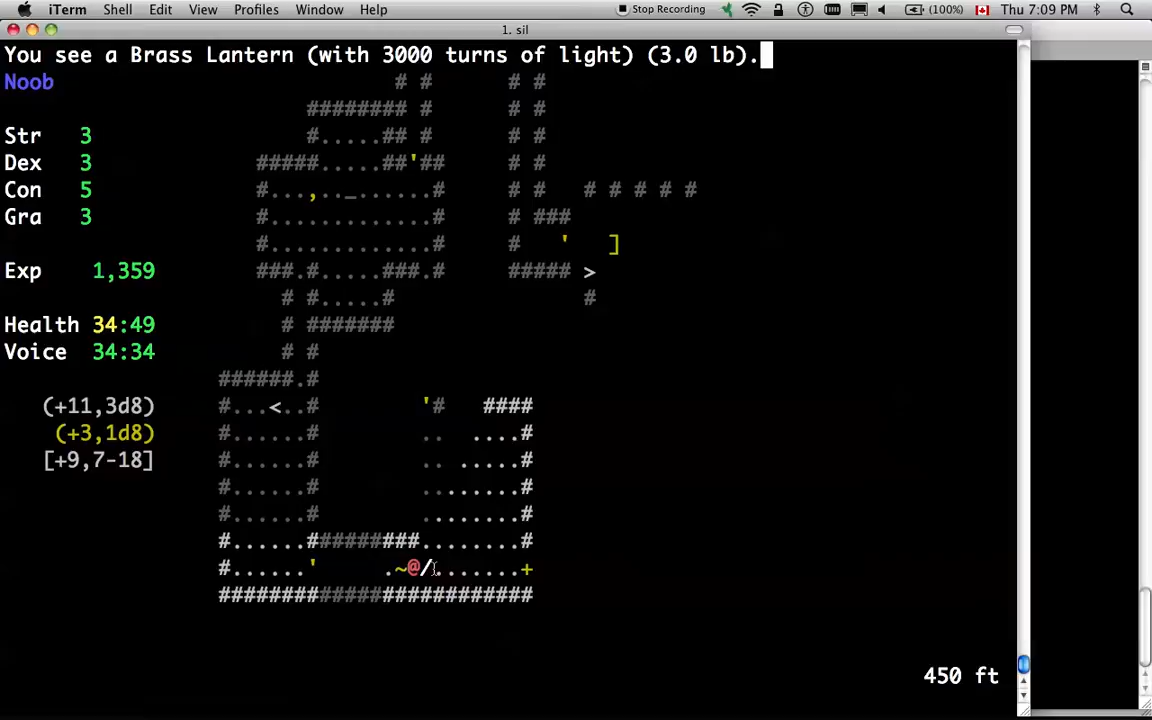 iTerm Shell Edit View Profiles Window Help Stop Recording (100%) Thu 7:09 PM
1. sil
You see a Brass Lantern (with 3000 turns of light) (3.0 lb).
Noob # # # #
######## # # #
Str 3 #.....## # # #
Dex 3 #####.....##'## # #
Con 5 #...,._......# # # # # # # #
Gra 3 #............# # ###
#............# # ' ]
Exp 1,359 ###.#.....###.# ##### >
# #.....# #
Health 34:49 # #######
Voice 34:34 # #
######.#
(+11,3d8) #...<..# '# ####
(+3,1d8) #......# .. ....#
[+9,7-18] #......# .. .....#
#......# ........#
#......# ........#
#......########.........#
#......' .~@/.......+
#########################
450 ft